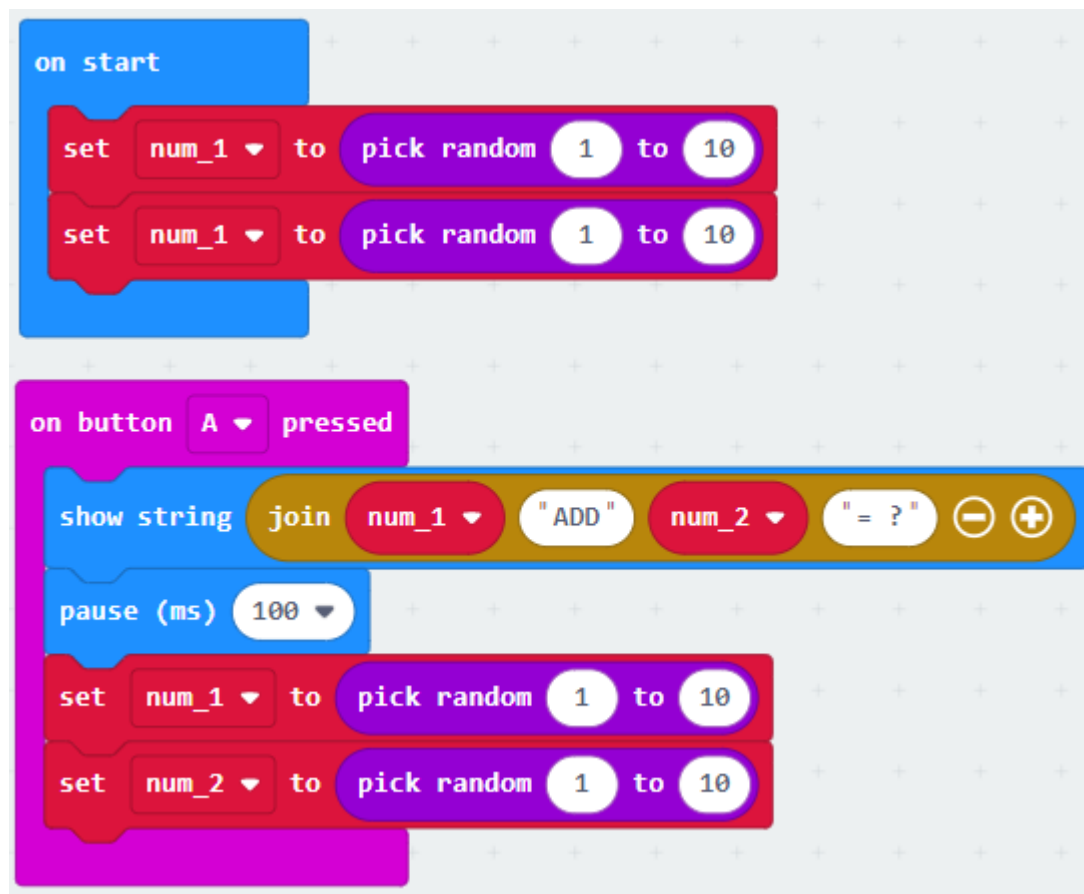 on start
set num_1 to pick random 1 to 10
set num_1 to pick random 1 to 10
on button A pressed
show string join num_1 "ADD" num_2 "= ?"
pause (ms) 100
set num_1 to pick random 1 to 10
set num_2 to pick random 1 to 10